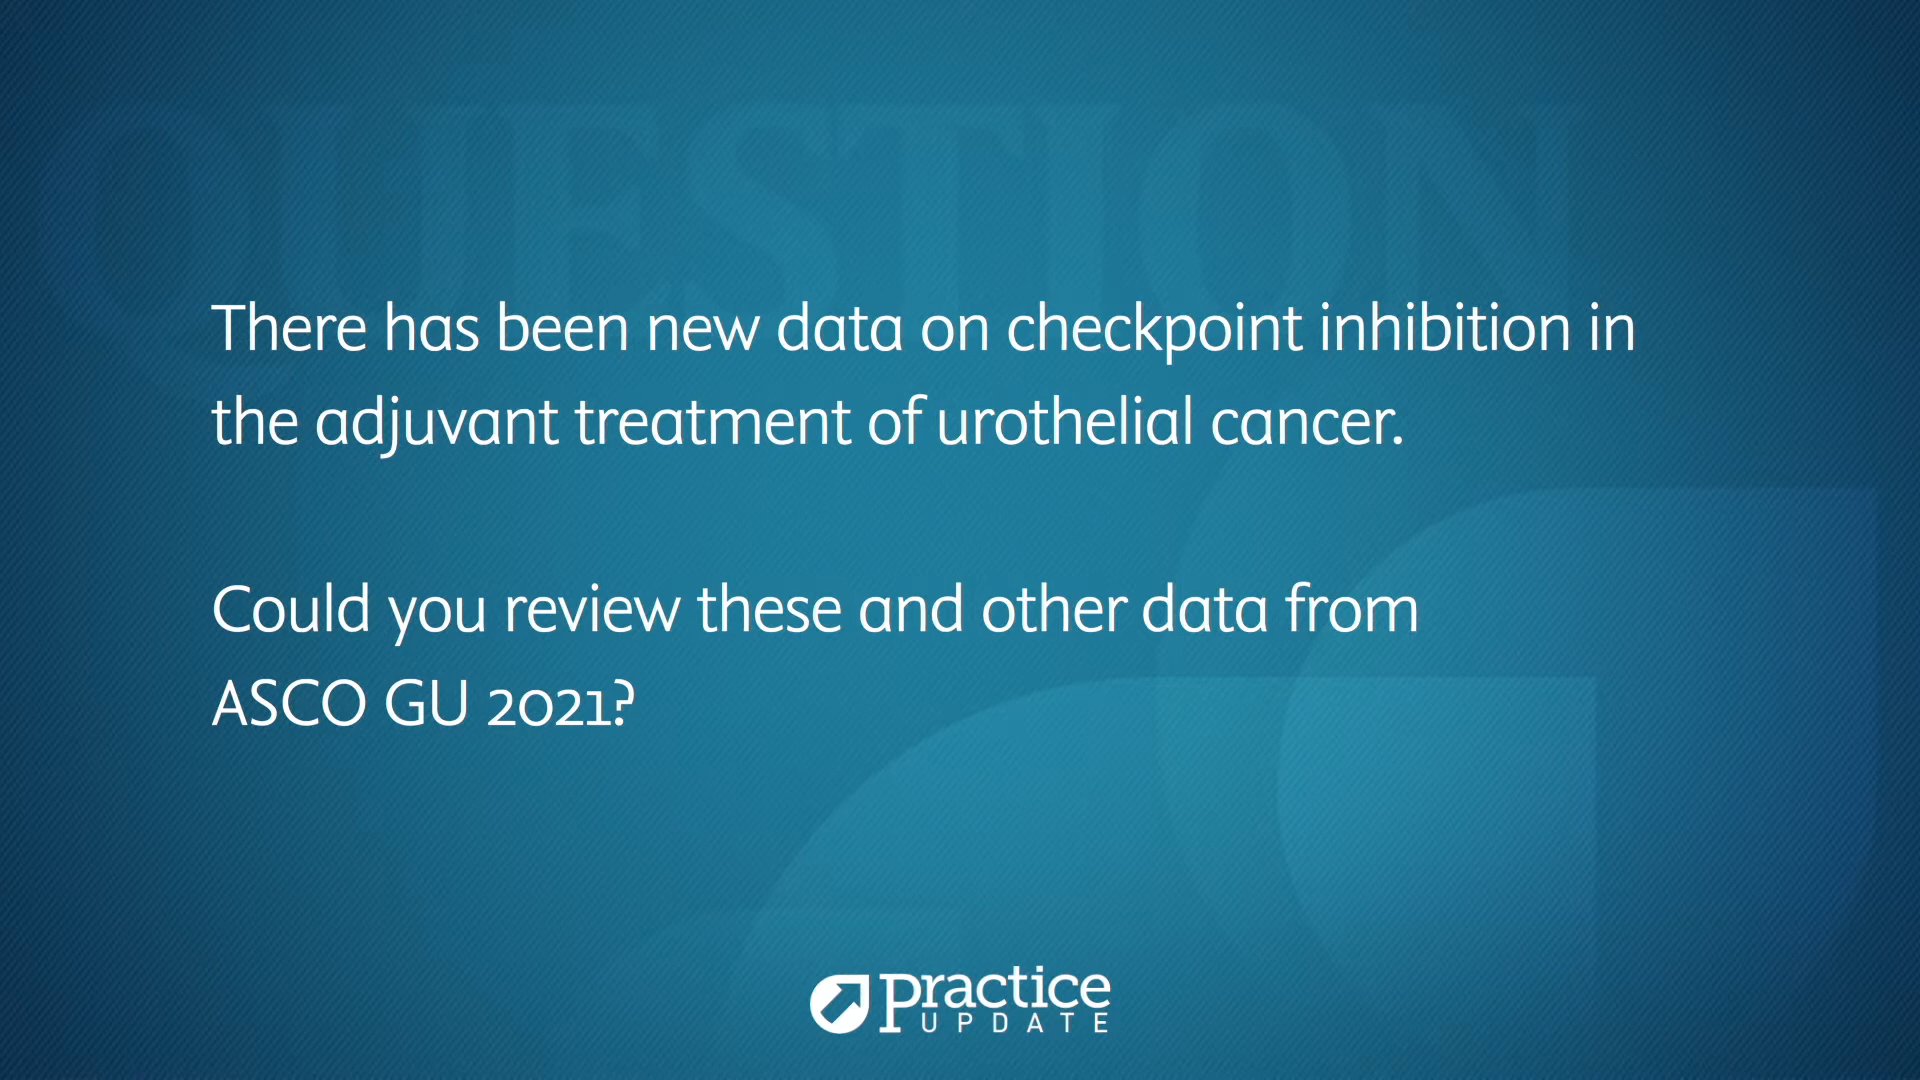 QUESTION
There has been new data on checkpoint inhibition in
the adjuvant treatment of urothelial cancer.
Could you review these and other data from
ASCO GU 2021?
Practice
UPDATE